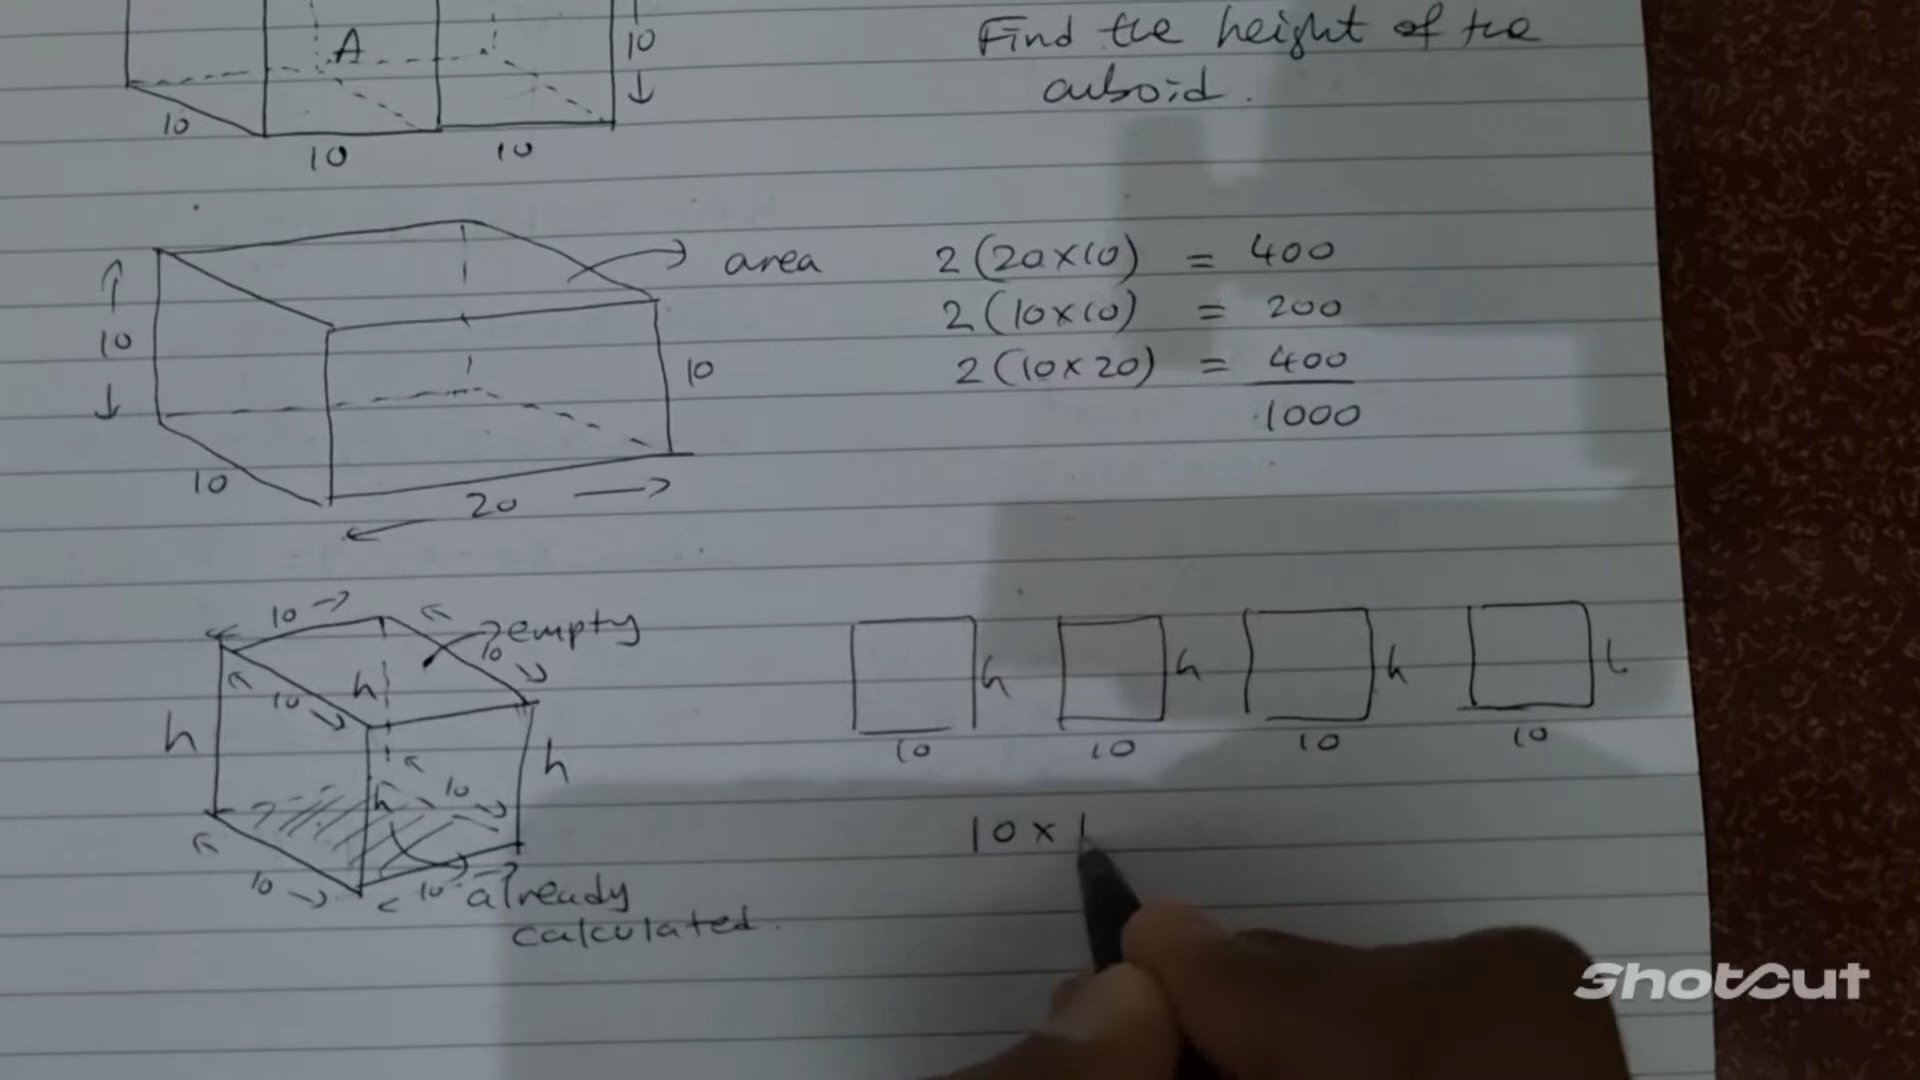 A
10
10
10
10
Find the height of the
cuboid.
area 2(20×10) = 400
2(10×10) = 200
2(10×20) = 400
1000
10
10
10
20
10
empty
10
10
h
h
h
h
10
10
10
already
calculated.
h
h
h
h
10
10
10
10
10 ×
ShotCut